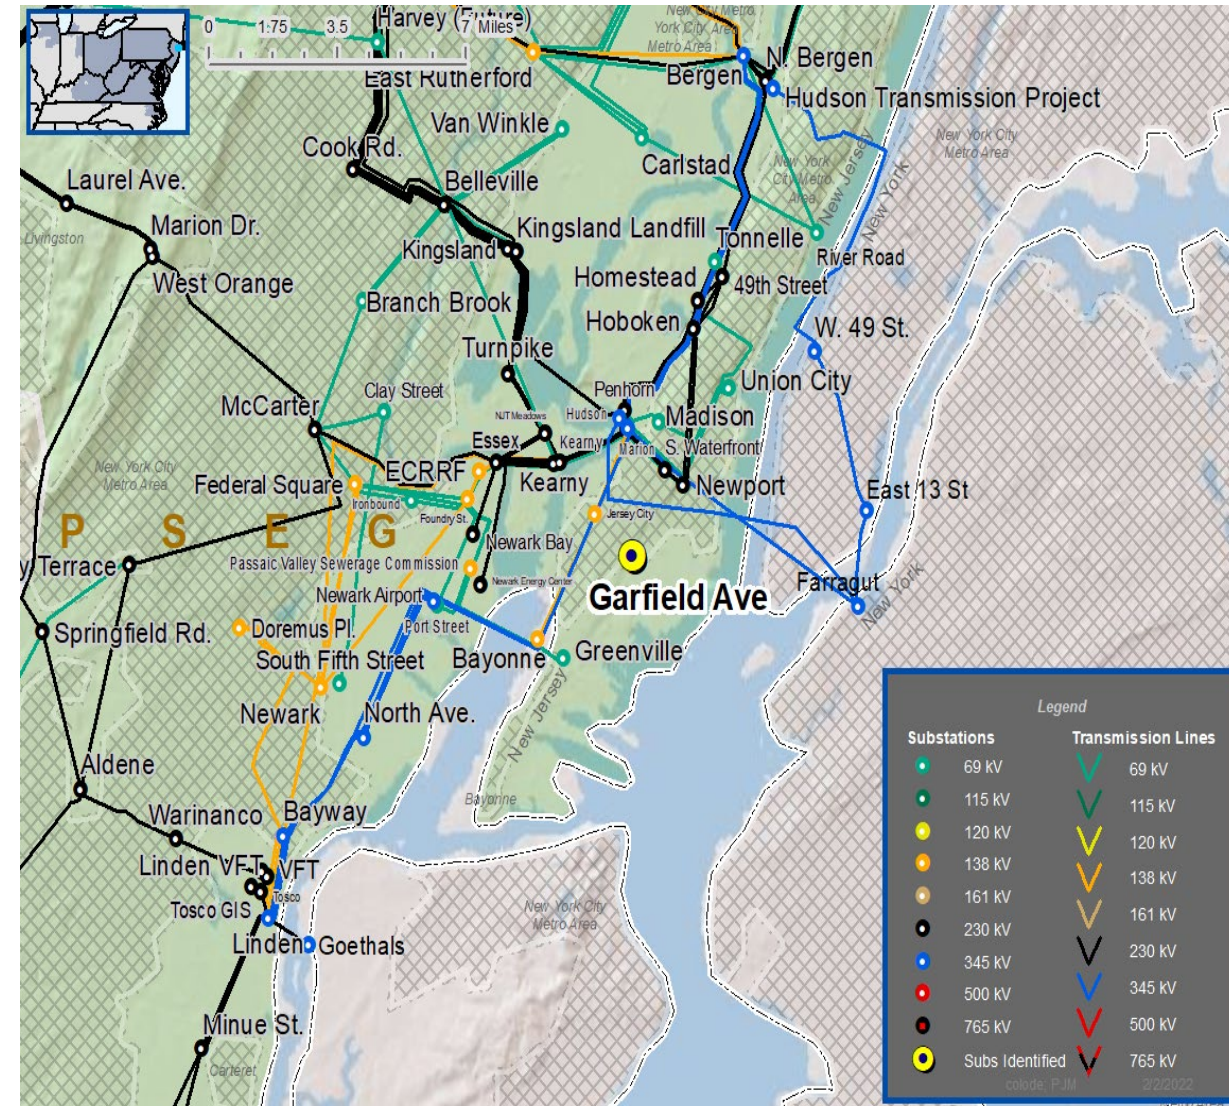 Harvey (Future)
0 1.75 3.5 7 Miles
New York City Metro
York City Area
Metro Area
East Rutherford
Bergen
N. Bergen
Hudson Transmission Project
Van Winkle
Carlstad
New York City
Metro Area
Cook Rd.
New York
City Metro
Area
New Jersey
New York
Laurel Ave.
Belleville
Marion Dr.
Livingston
Kingsland Landfill
Kingsland
Tonnelle
River Road
West Orange
Homestead
49th Street
Branch Brook
Hoboken
W. 49 St.
Turnpike
Penhorn
Union City
Clay Street
McCarter
NJT Meadows
Hudson
Madison
Essex
Kearny
Marion
S. Waterfront
New York City
Metro Area
ECRRF
Kearny
Federal Square
Newport
East 13 St
Ironbound
Foundry St.
Jersey City
P S E G
Newark Bay
Passaic Valley Sewerage Commission
y Terrace
Newark Energy Center
Garfield Ave
Farragut
New York
Newark Airport
Port Street
Springfield Rd.
Doremus Pl.
South Fifth Street
Bayonne
Greenville
Newark
North Ave.
New Jersey
Aldene
Bayonne
Warinanco
Bayway
Linden VFT
VFT
Tosco
Tosco GIS
New York City
Metro Area
Linden
Goethals
Minue St.
Carteret
Legend
Substations Transmission Lines
69 kV 69 kV
115 kV 115 kV
120 kV 120 kV
138 kV 138 kV
161 kV 161 kV
230 kV 230 kV
345 kV 345 kV
500 kV 500 kV
765 kV 765 kV
Subs Identified
colode, PJM 2/2/2022